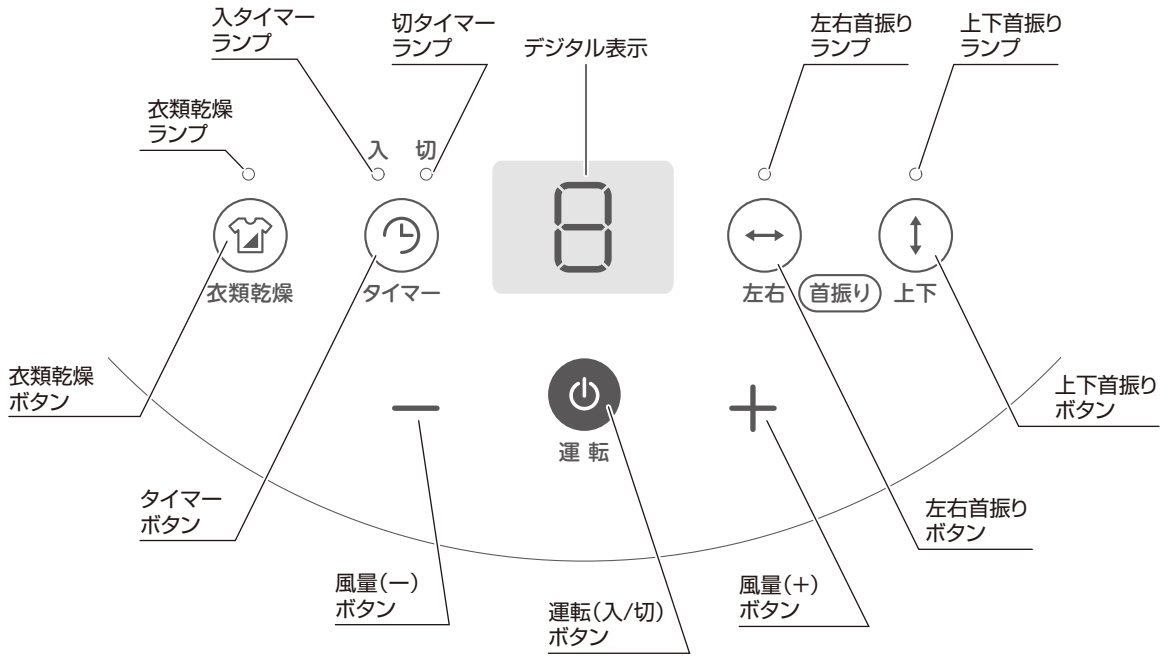 入タイマー
ランプ
切タイマー
ランプ
デジタル表示
左右首振り
ランプ
上下首振り
ランプ
衣類乾燥
ランプ
入
切
8
衣類乾燥
タイマー
左右
首振り
上下
衣類乾燥
ボタン
上下首振り
ボタン
運転
タイマー
ボタン
左右首振り
ボタン
風量(ー)
ボタン
運転(入/切)
ボタン
風量(+)
ボタン